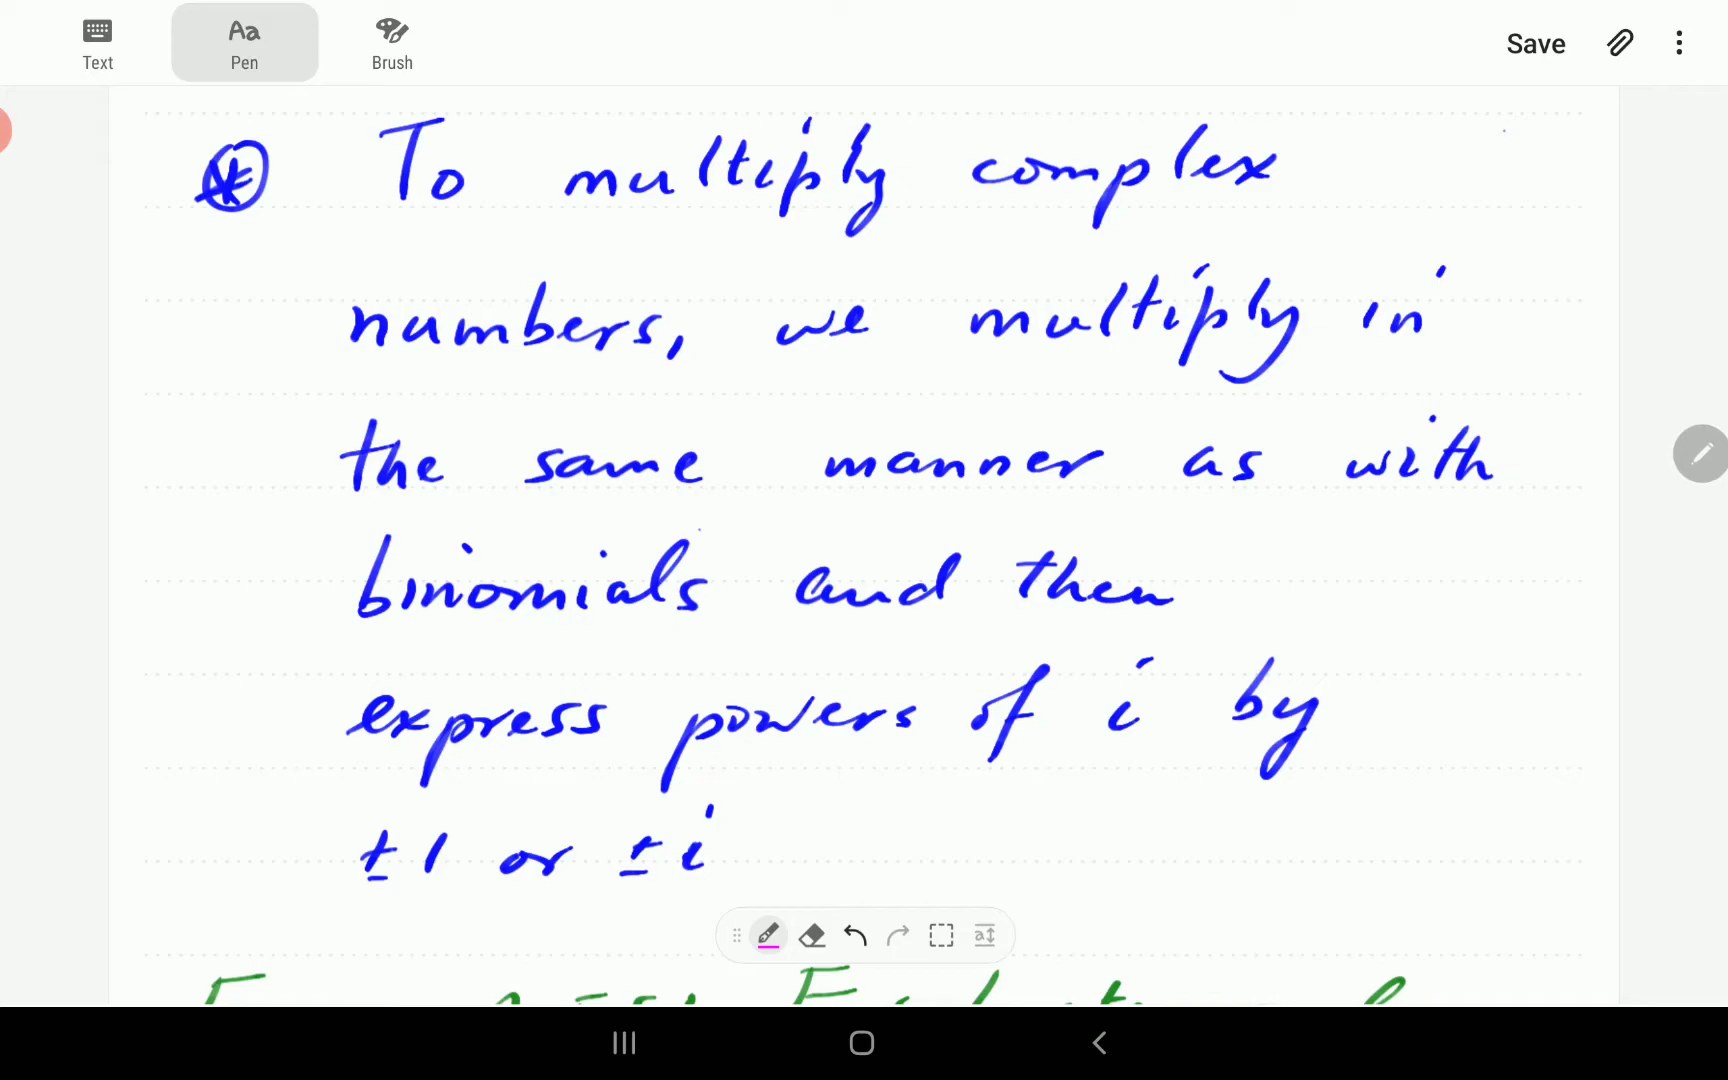 Text
Aa
Pen
Brush
Save
To multiply complex
numbers, we multiply in
the same manner as with
binomials and then
express powers of i by
± 1 or ± i